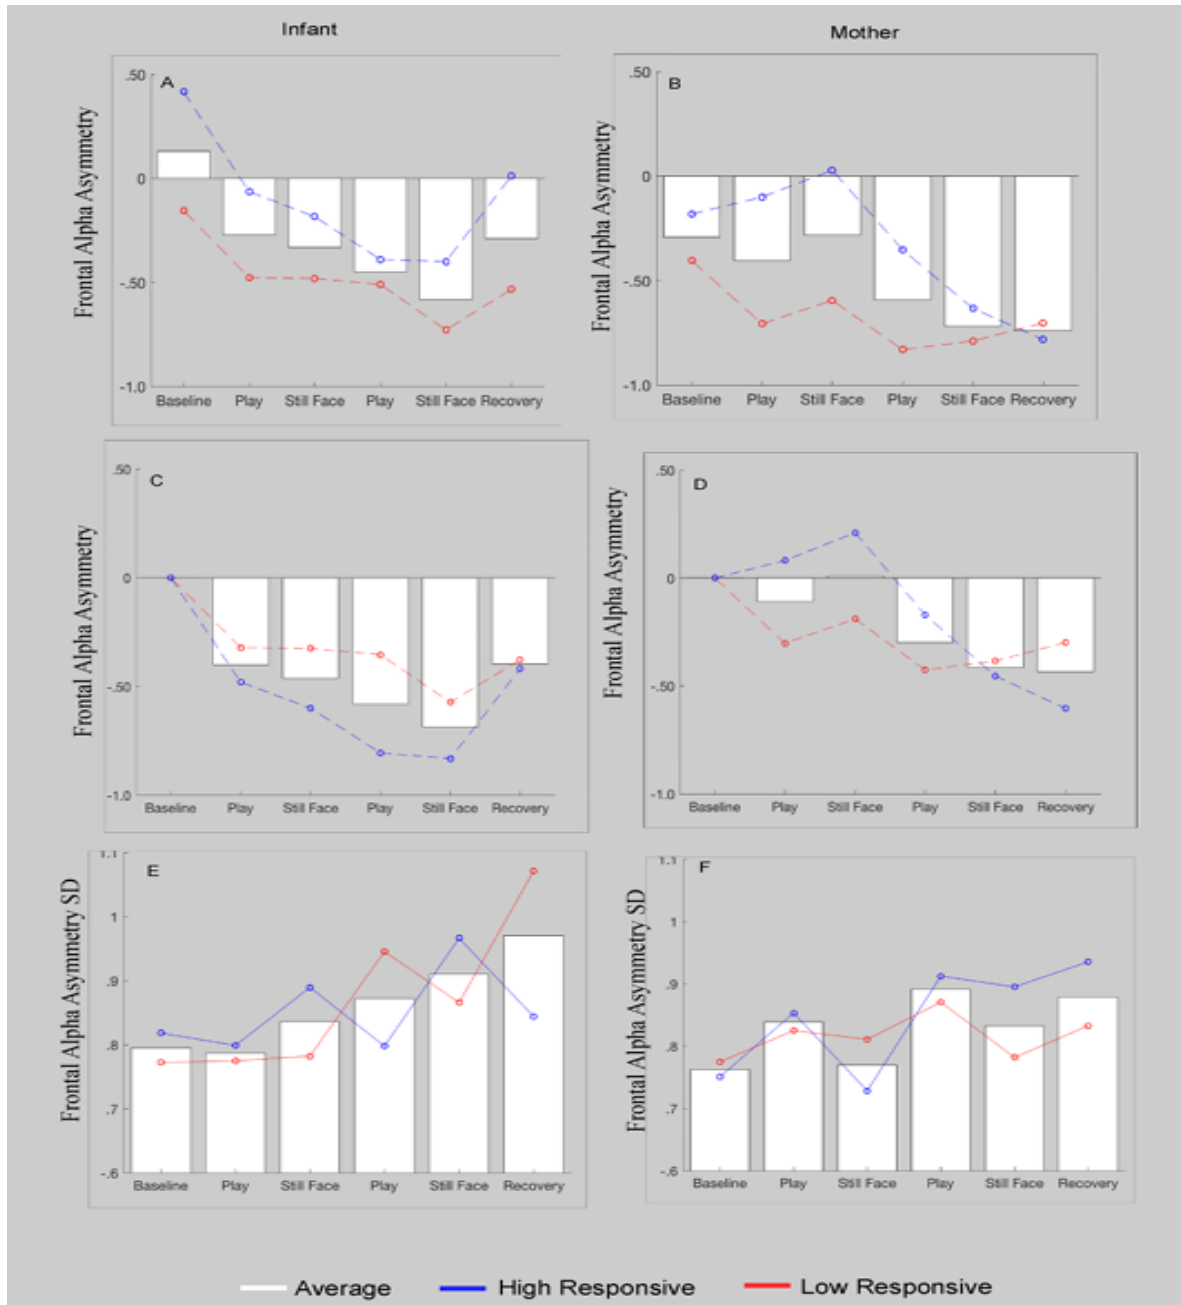 Infant
Mother
A
.50
0
-.50
-1.0
Frontal Alpha Asymmetry
Baseline Play Still Face Play Still Face Recovery
B
.50
0
-.50
-1.0
Frontal Alpha Asymmetry
Baseline Play Still Face Play Still Face Recovery
C
.50
0
-.50
-1.0
Frontal Alpha Asymmetry
Baseline Play Still Face Play Still Face Recovery
D
.50
0
-.50
-1.0
Frontal Alpha Asymmetry
Baseline Play Still Face Play Still Face Recovery
E
1.1
1
.9
.8
.7
-.6
Frontal Alpha Asymmetry SD
Baseline Play Still Face Play Still Face Recovery
F
1.1
1
.9
.8
.7
-.6
Frontal Alpha Asymmetry SD
Baseline Play Still Face Play Still Face Recovery
Average High Responsive Low Responsive